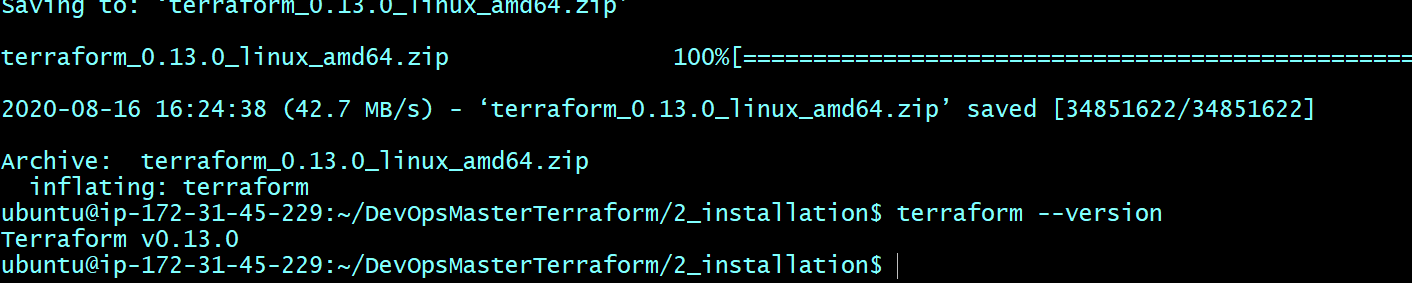 Saving to: ‘terraform_0.13.0_linux_amd64.zip’
terraform_0.13.0_linux_amd64.zip 100%[================================================
2020-08-16 16:24:38 (42.7 MB/s) - ‘terraform_0.13.0_linux_amd64.zip’ saved [34851622/34851622]
Archive:  terraform_0.13.0_linux_amd64.zip
  inflating: terraform
ubuntu@ip-172-31-45-229:~/DevOpsMasterTerraform/2_installation$ terraform --version
Terraform v0.13.0
ubuntu@ip-172-31-45-229:~/DevOpsMasterTerraform/2_installation$